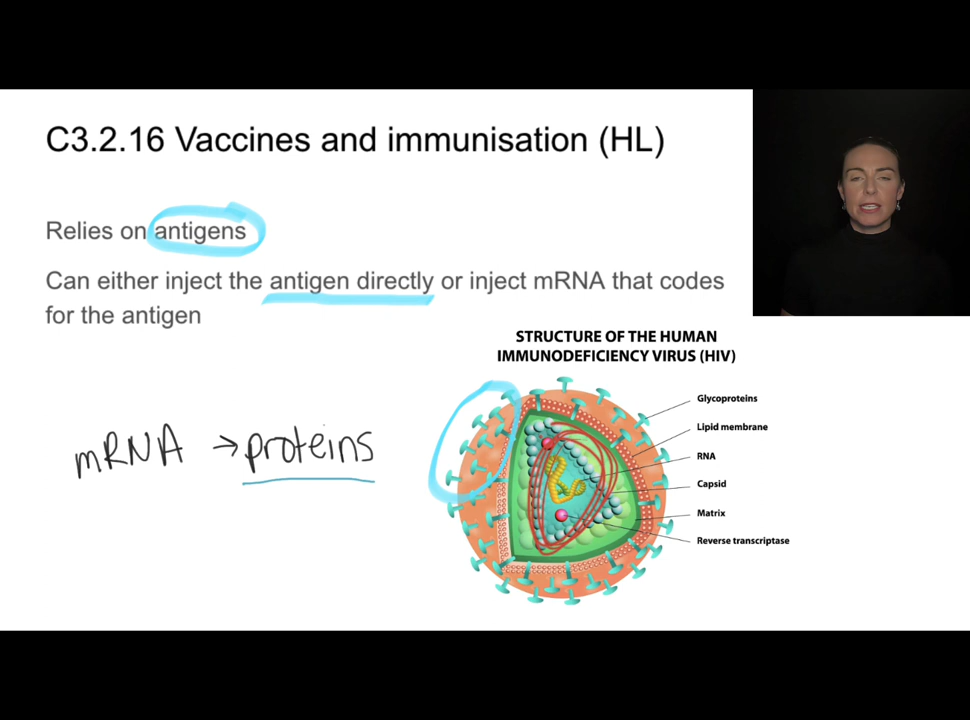 C3.2.16 Vaccines and immunisation (HL)
Relies on antigens
Can either inject the antigen directly or inject mRNA that codes
for the antigen
STRUCTURE OF THE HUMAN
IMMUNODEFICIENCY VIRUS (HIV)
mRNA → proteins
Glycoproteins
Lipid membrane
RNA
Capsid
Matrix
Reverse transcriptase